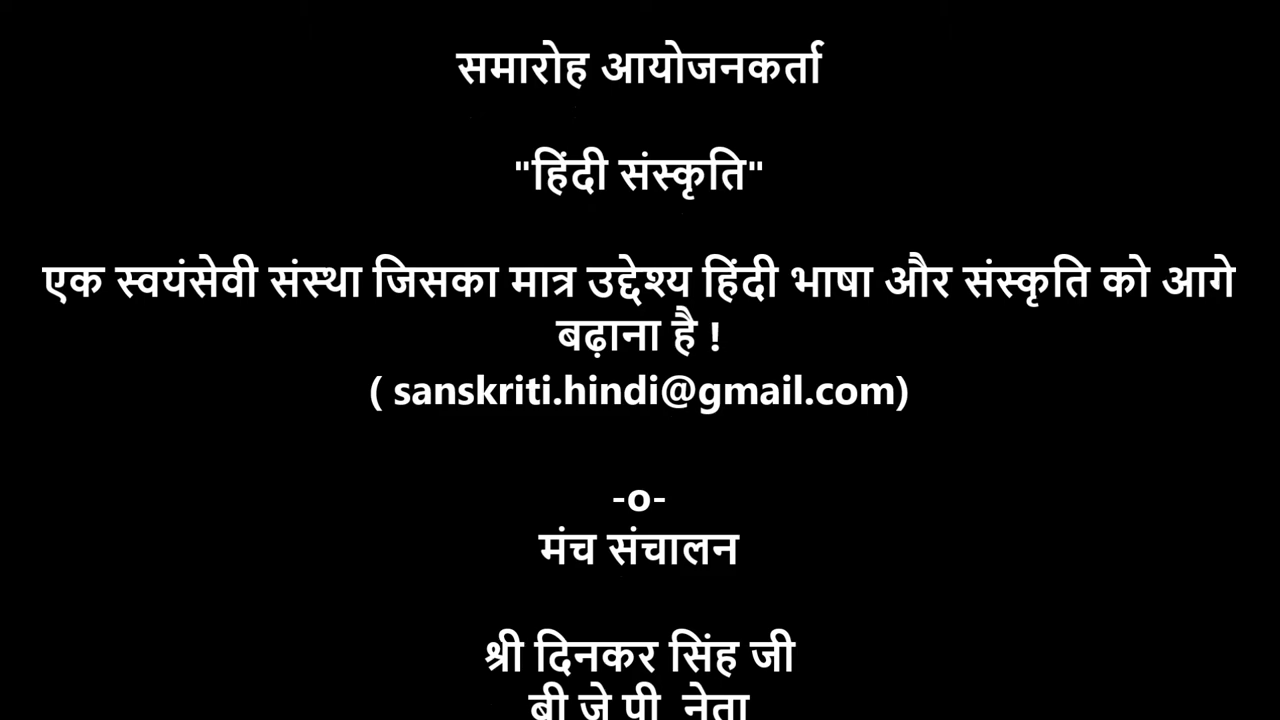 समारोह आयोजनकर्ता
"हिंदी संस्कृति"
एक स्वयंसेवी संस्था जिसका मात्र उद्देश्य हिंदी भाषा और संस्कृति को आगे
बढ़ाना है !
( sanskriti.hindi@gmail.com)
-o-
मंच संचालन
श्री दिनकर सिंह जी
बी जे पी नेता